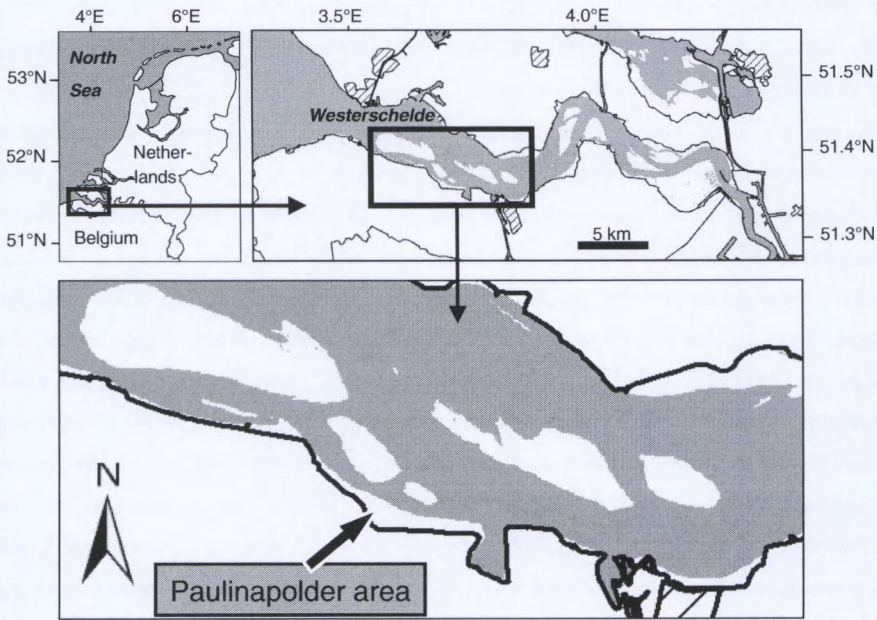 4°E 6°E 3.5°E 4.0°E
North
Sea
53°N
52°N
51°N
Nether-
lands
Belgium
Westerschelde
51.5°N
51.4°N
51.3°N
5 km
N
Paulinapolder area